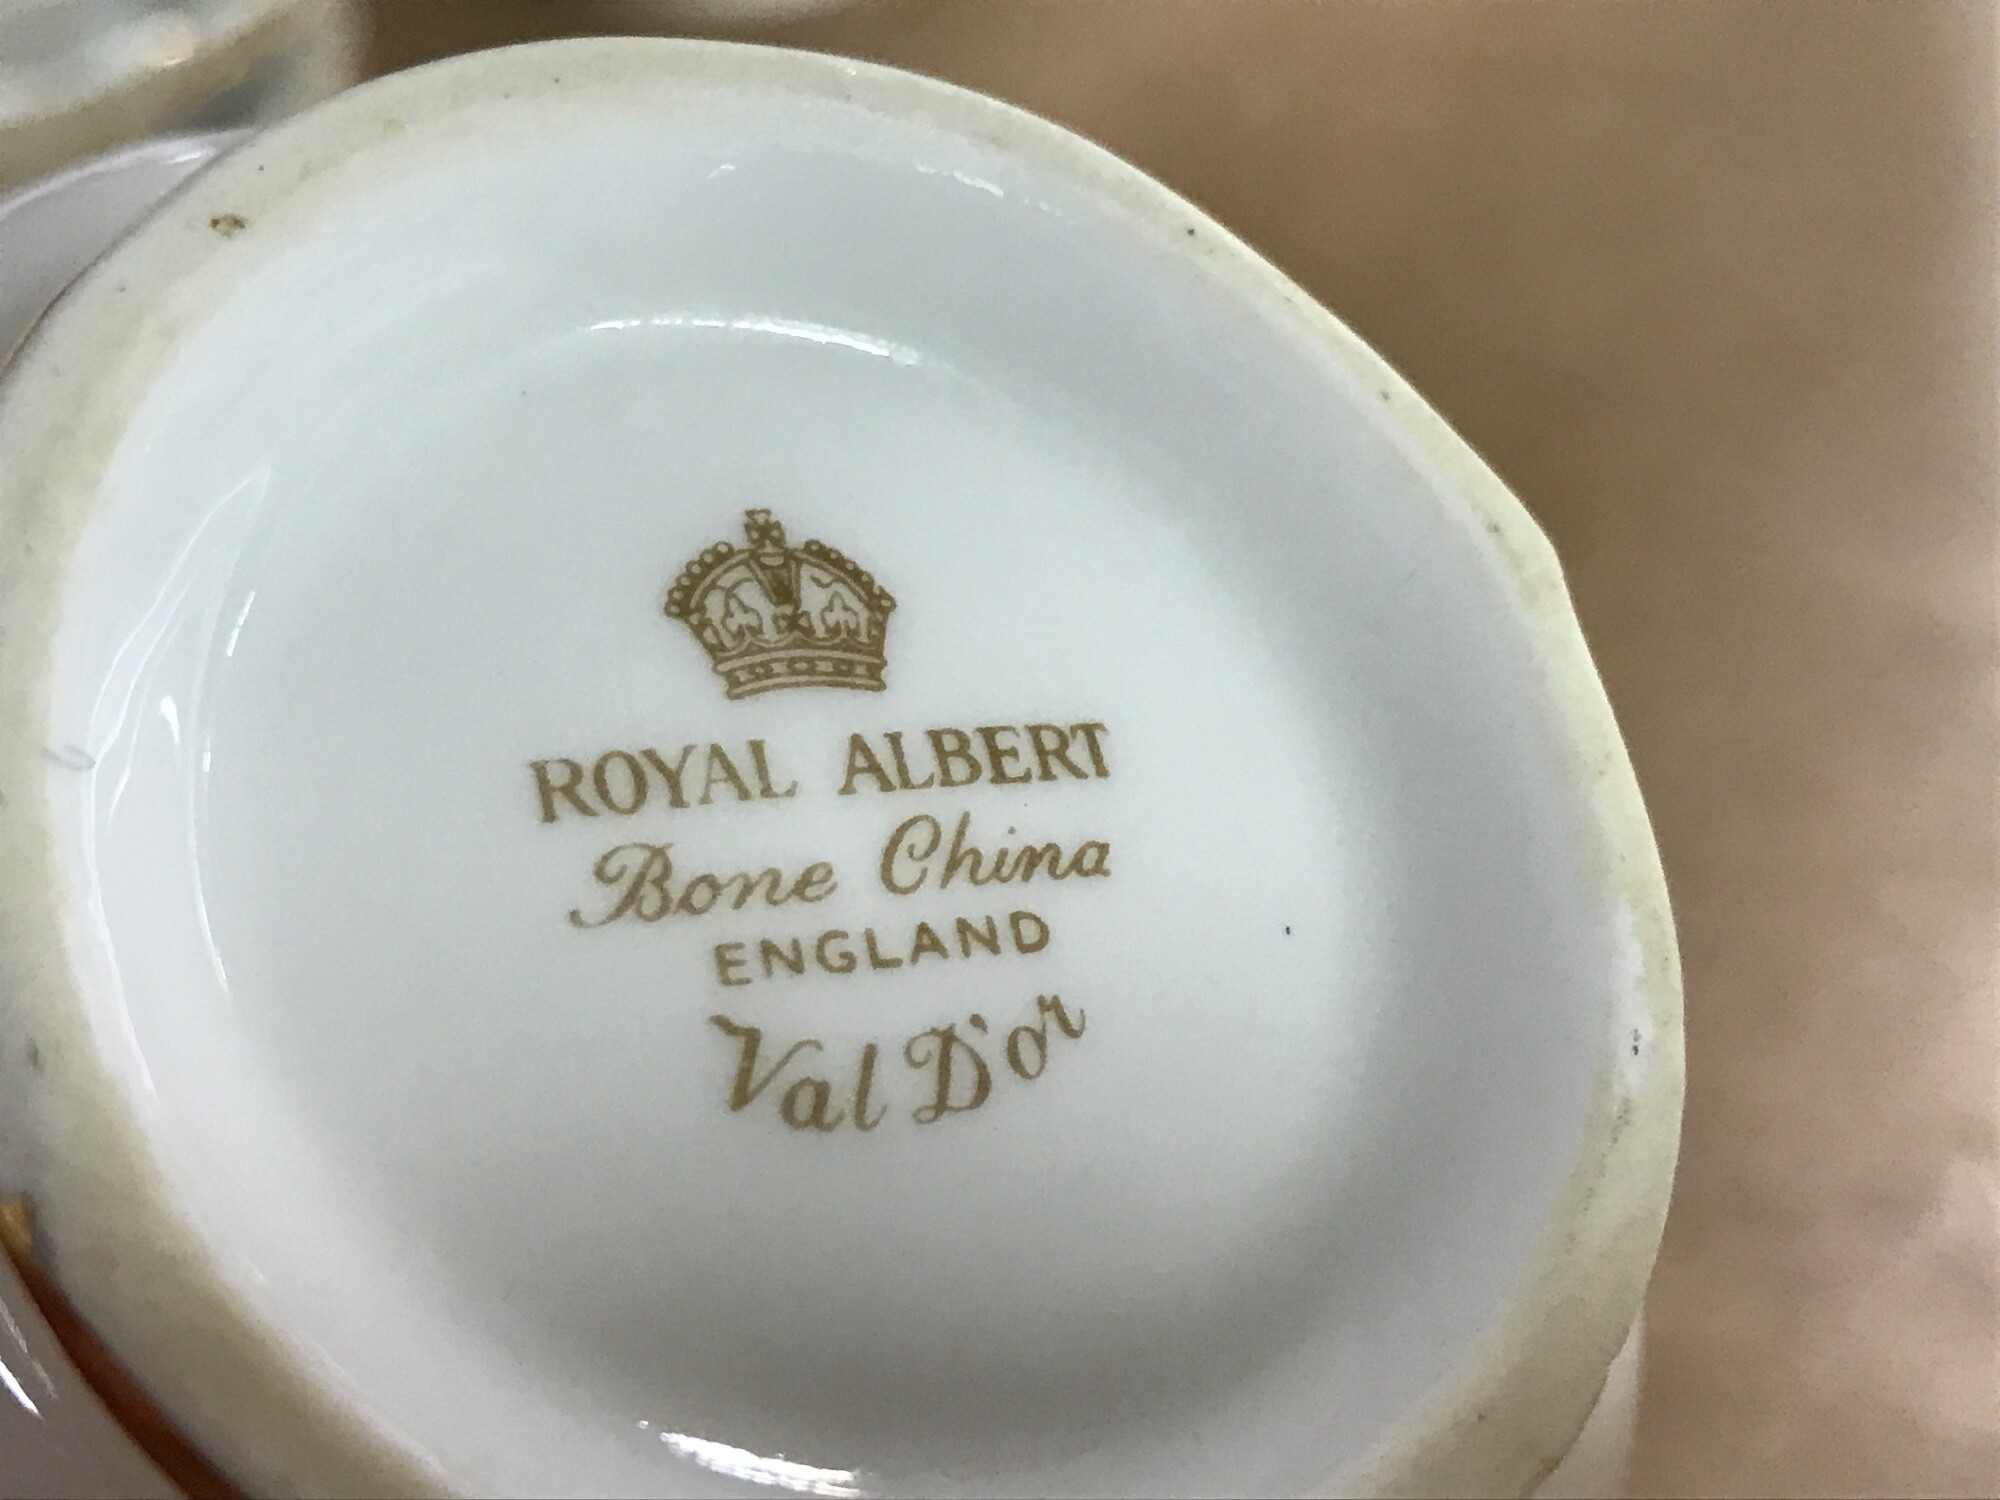 ROYAL ALBERT
Bone China
ENGLAND
Val D'or